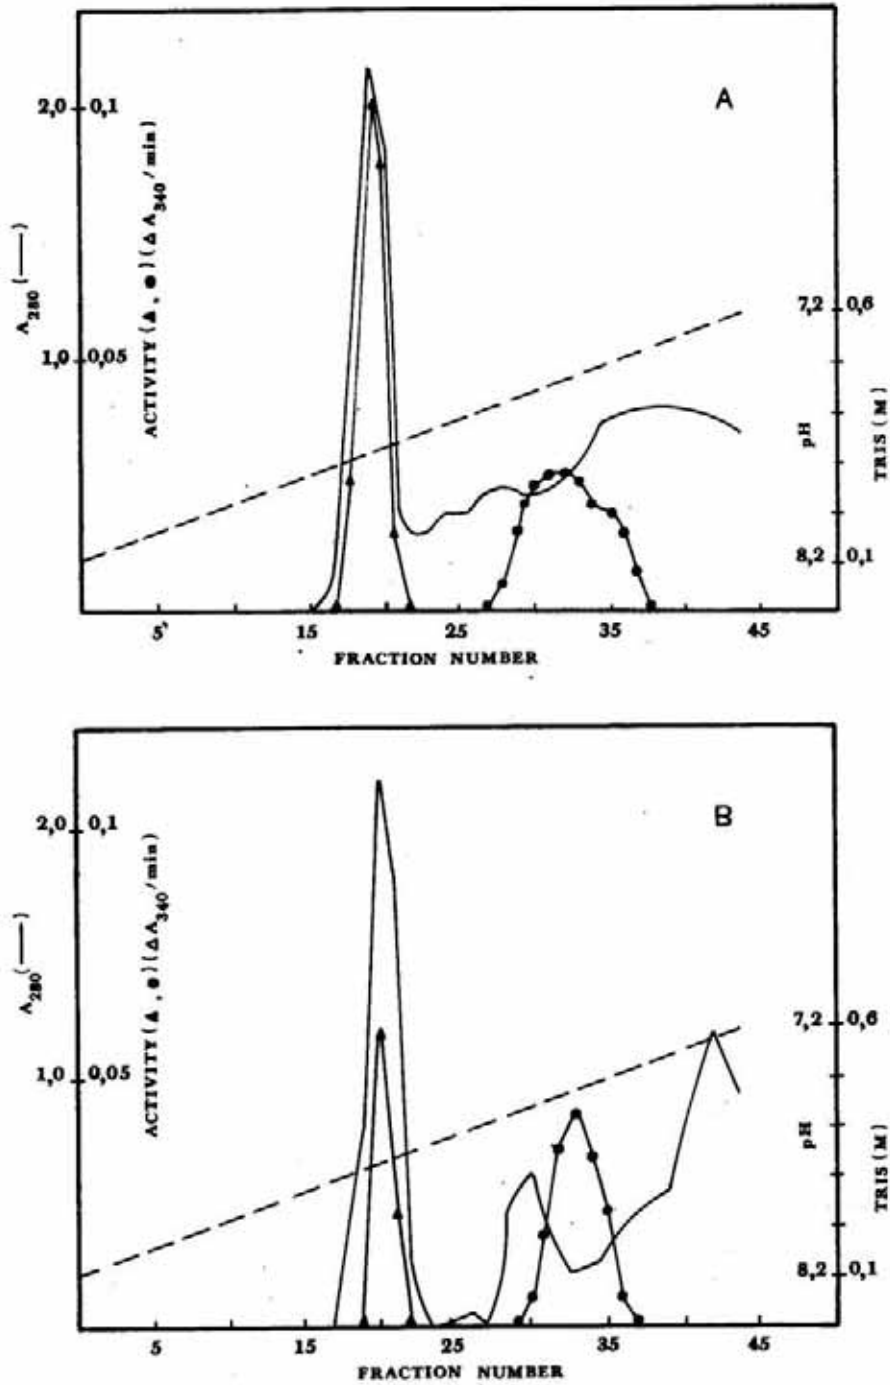 A
2,0 0,1
1,0 0,05
A280 (—)
ACTIVITY (▲, ●) (ΔA340/min)
7,2 0,6
8,2 0,1
pH
TRIS (M)
5 15 25 35 45
FRACTION NUMBER
B
2,0 0,1
1,0 0,05
A280 (—)
ACTIVITY (▲, ●) (ΔA340/min)
7,2 0,6
8,2 0,1
pH
TRIS (M)
5 15 25 35 45
FRACTION NUMBER